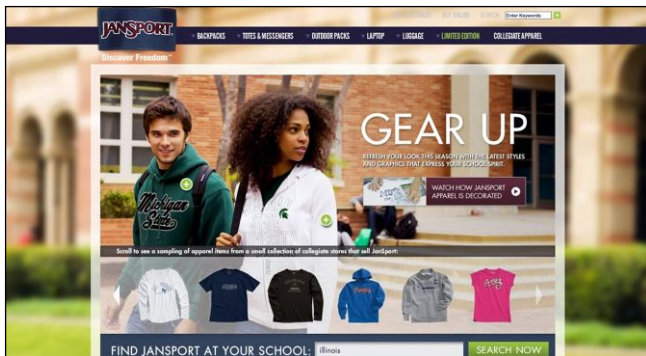 BUY ONLINE SEARCH Enter Keywords
JANSPORT
BACKPACKS TOTES & MESSENGERS OUTDOOR PACKS LAPTOP LUGGAGE LIMITED EDITION COLLEGIATE APPAREL
Discover Freedom™
GEAR UP
REFRESH YOUR LOOK THIS SEASON WITH THE LATEST STYLES
AND GRAPHICS THAT EXPRESS YOUR SCHOOL SPIRIT.
WATCH HOW JANSPORT
APPAREL IS DECORATED
Michigan
State
Scroll to see a sampling of apparel items from a small collection of collegiate stores that sell JanSport:
FIND JANSPORT AT YOUR SCHOOL: illinois SEARCH NOW